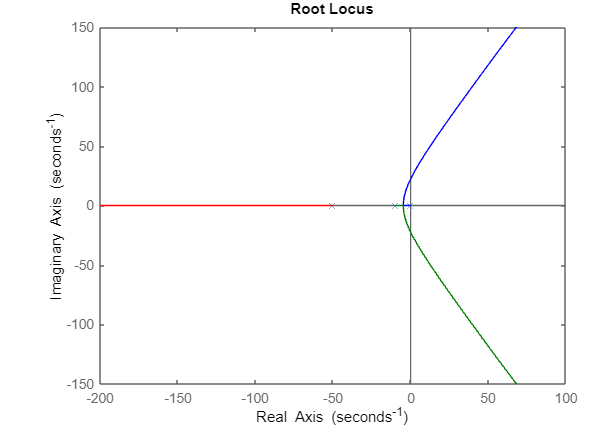 Root Locus
150
100
50
0
-50
-100
-150
Imaginary Axis (seconds⁻¹)
-200 -150 -100 -50 0 50 100
Real Axis (seconds⁻¹)